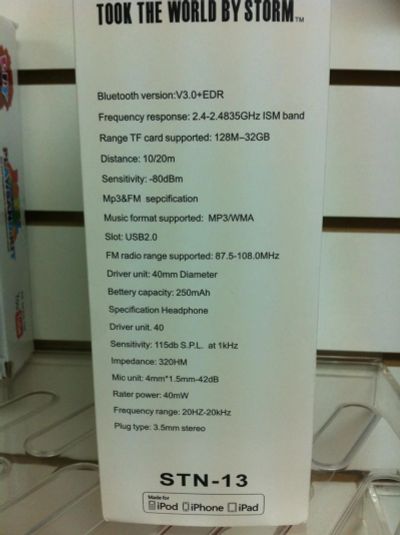 TOOK THE WORLD BY STORM™
Bluetooth version:V3.0+EDR
Frequency response: 2.4-2.4835GHz ISM band
Range TF card supported: 128M–32GB
Distance: 10/20m
Sensitivity: -80dBm
Mp3&FM sepcification
Music format supported: MP3/WMA
Slot: USB2.0
FM radio range supported: 87.5-108.0MHz
Driver unit: 40mm Diameter
Bettery capacity: 250mAh
Specification Headphone
Driver unit. 40
Sensitivity: 115db S.P.L. at 1kHz
Impedance: 320HM
Mic unit: 4mm*1.5mm-42dB
Rater power: 40mW
Frequency range: 20HZ-20kHz
Plug type: 3.5mm stereo
STN-13
Made for
iPod iPhone iPad